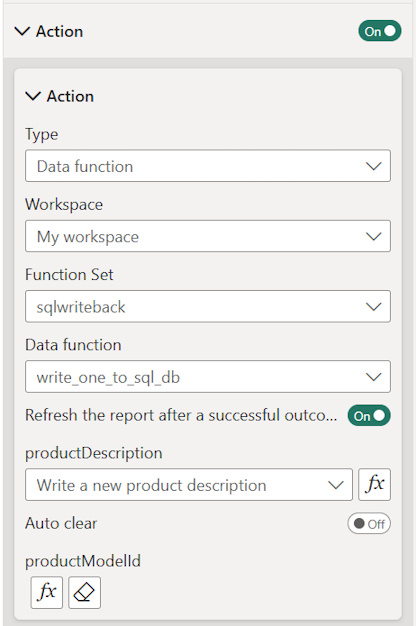 Action
On
Action
Type
Data function
Workspace
My workspace
Function Set
sqlwriteback
Data function
write_one_to_sql_db
Refresh the report after a successful outco... On
productDescription
Write a new product description fx
Auto clear Off
productModelId
fx